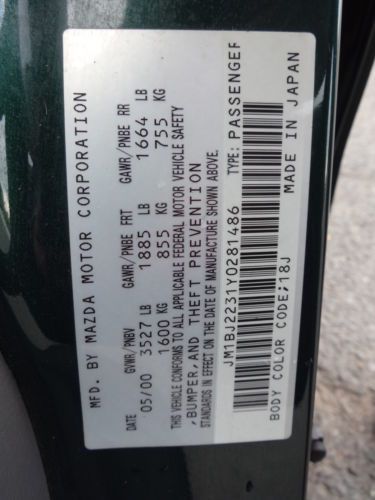 MFD. BY MAZDA MOTOR CORPORATION
DATE GVWR/PNBV GAWR/PNBE FRT GAWR/PNBE RR
05/00 3527 LB 1885 LB 1664 LB
1600 KG 855 KG 755 KG
THIS VEHICLE CONFORMS TO ALL APPLICABLE FEDERAL MOTOR VEHICLE SAFETY
,BUMPER,AND THEFT PREVENTION
STANDARDS IN EFFECT ON THE DATE OF MANUFACTURE SHOWN ABOVE.
JM1BJ2231Y0281486 TYPE: PASSENGER
BODY COLOR CODE;18J MADE IN JAPAN